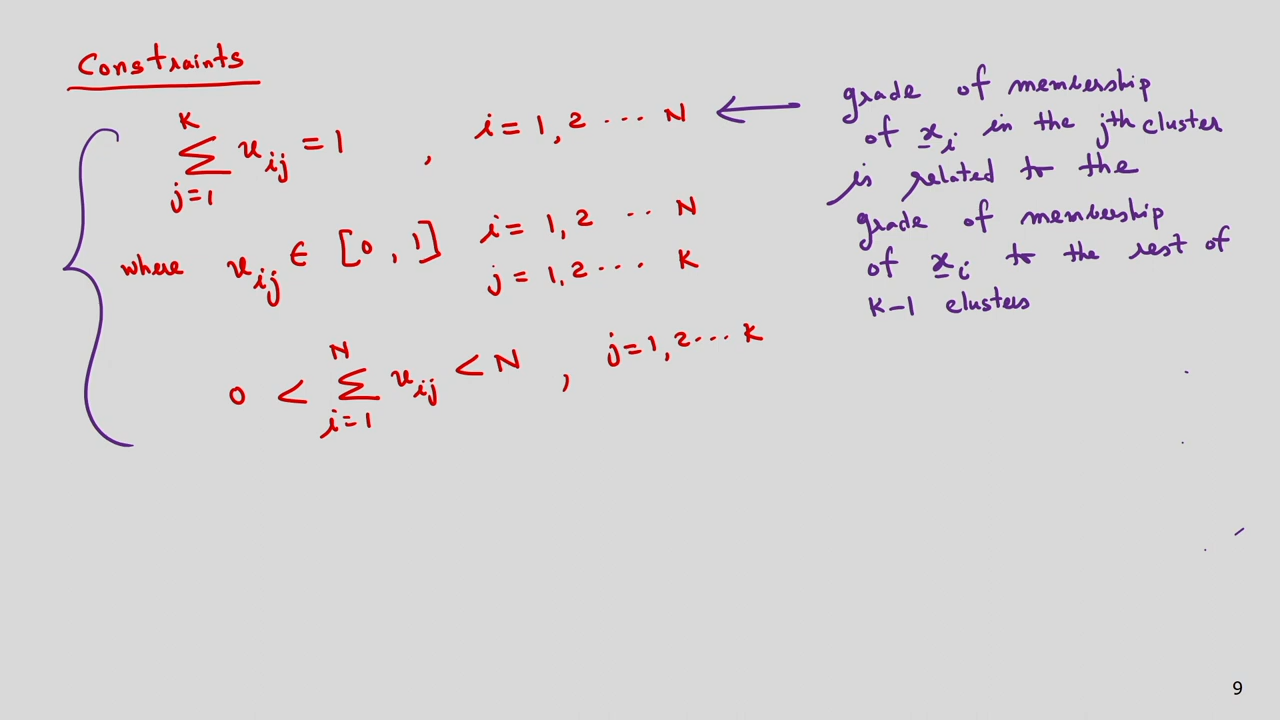 Constraints
K
∑ u_ij = 1 , i = 1, 2 ... N
j=1
where u_ij ∈ [0, 1] i = 1, 2 .. N
j = 1, 2 ... K
N
0 < ∑ u_ij < N , j = 1, 2 ... K
i=1
grade of membership
of x_i in the jth cluster
is related to the
grade of membership
of x_i to the rest of
K-1 clusters
9